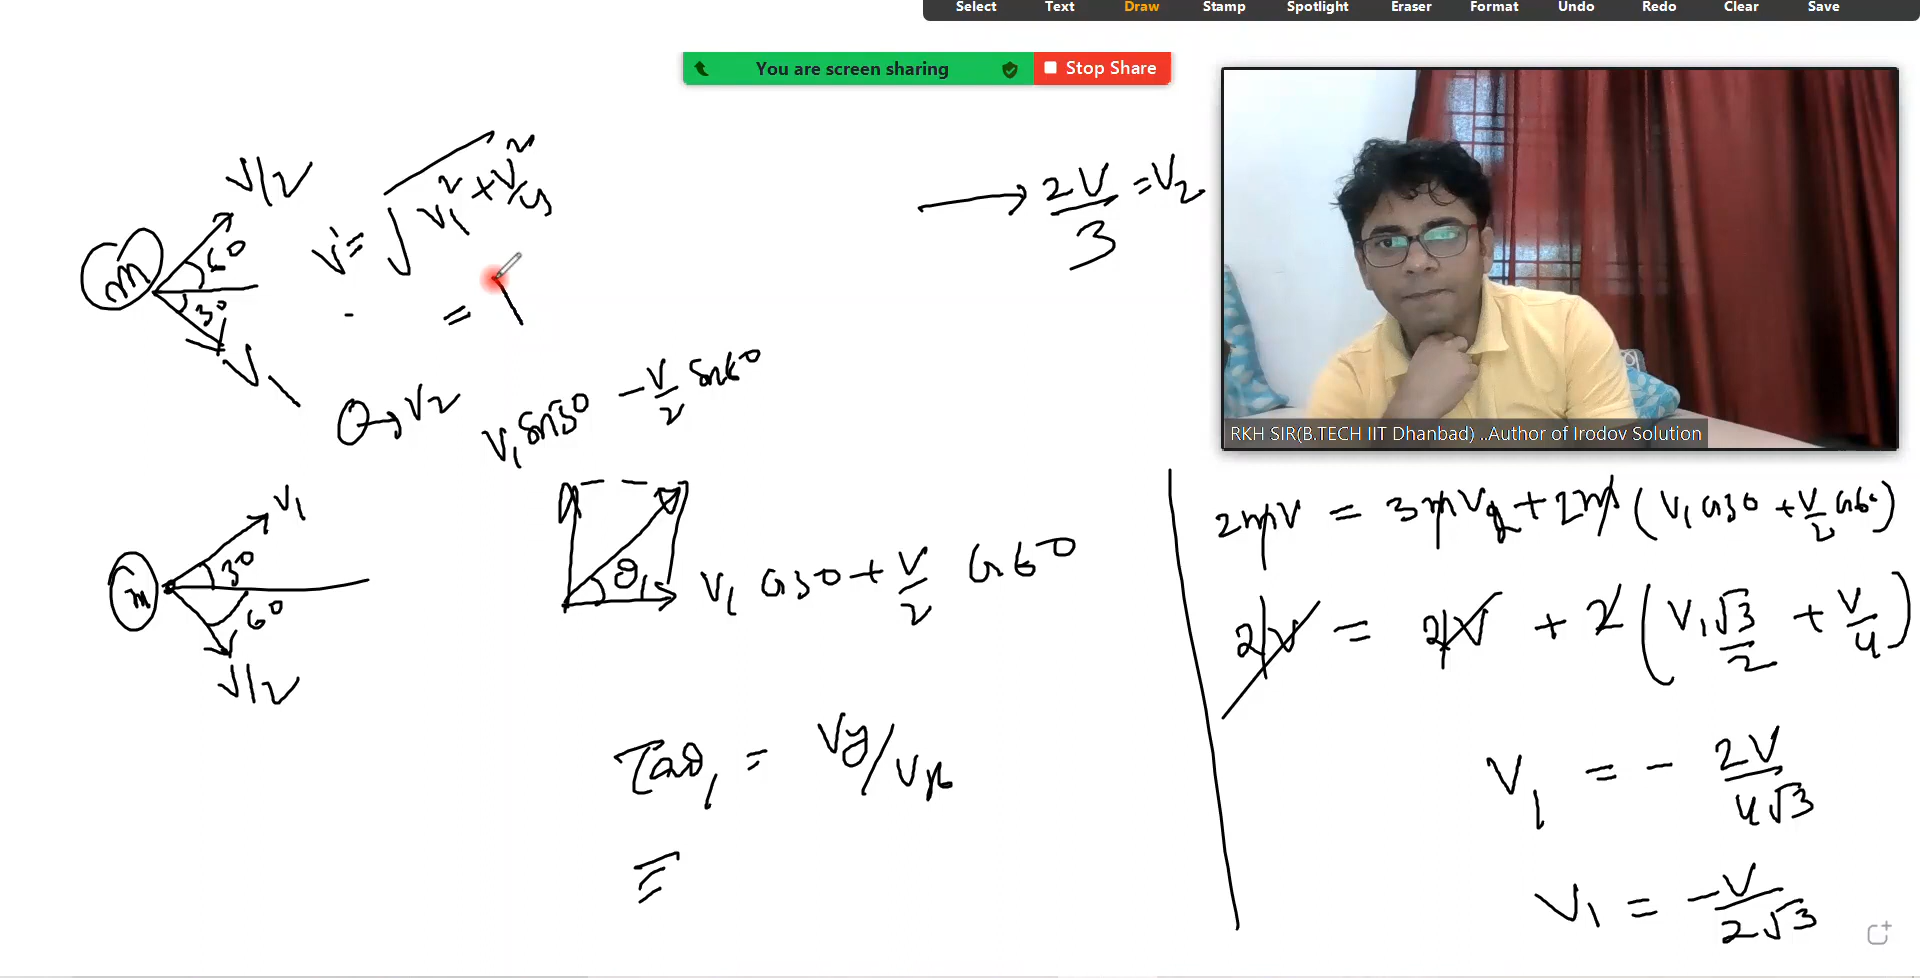 Select Text Draw Stamp Spotlight Eraser Format Undo Redo Clear Save
You are screen sharing Stop Share
V/2
m 60
30
V1
V' = √(V1² + V²/4)
=
2V/3 = V2
→ V2
V1 sin30 - V/2 sin60
V1
m 30
60
V/2
θ1
V1 cos30 + V/2 cos60
Tanθ1 = Vy/Vx
=
RKH SIR(B.TECH IIT Dhanbad) ..Author of Irodov Solution
2mV = 3mV2 + 2m (V1 cos30 + V/2 cos60)
2V = 2V + 2 (V1 √3/2 + V/4)
V1 = - 2V/4√3
V1 = -V/2√3